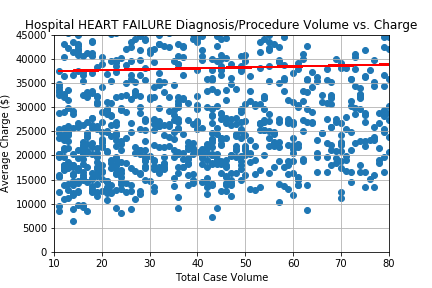 Hospital HEART FAILURE Diagnosis/Procedure Volume vs. Charge
45000
40000
35000
30000
25000
20000
15000
10000
5000
0
Average Charge ($)
10 20 30 40 50 60 70 80
Total Case Volume